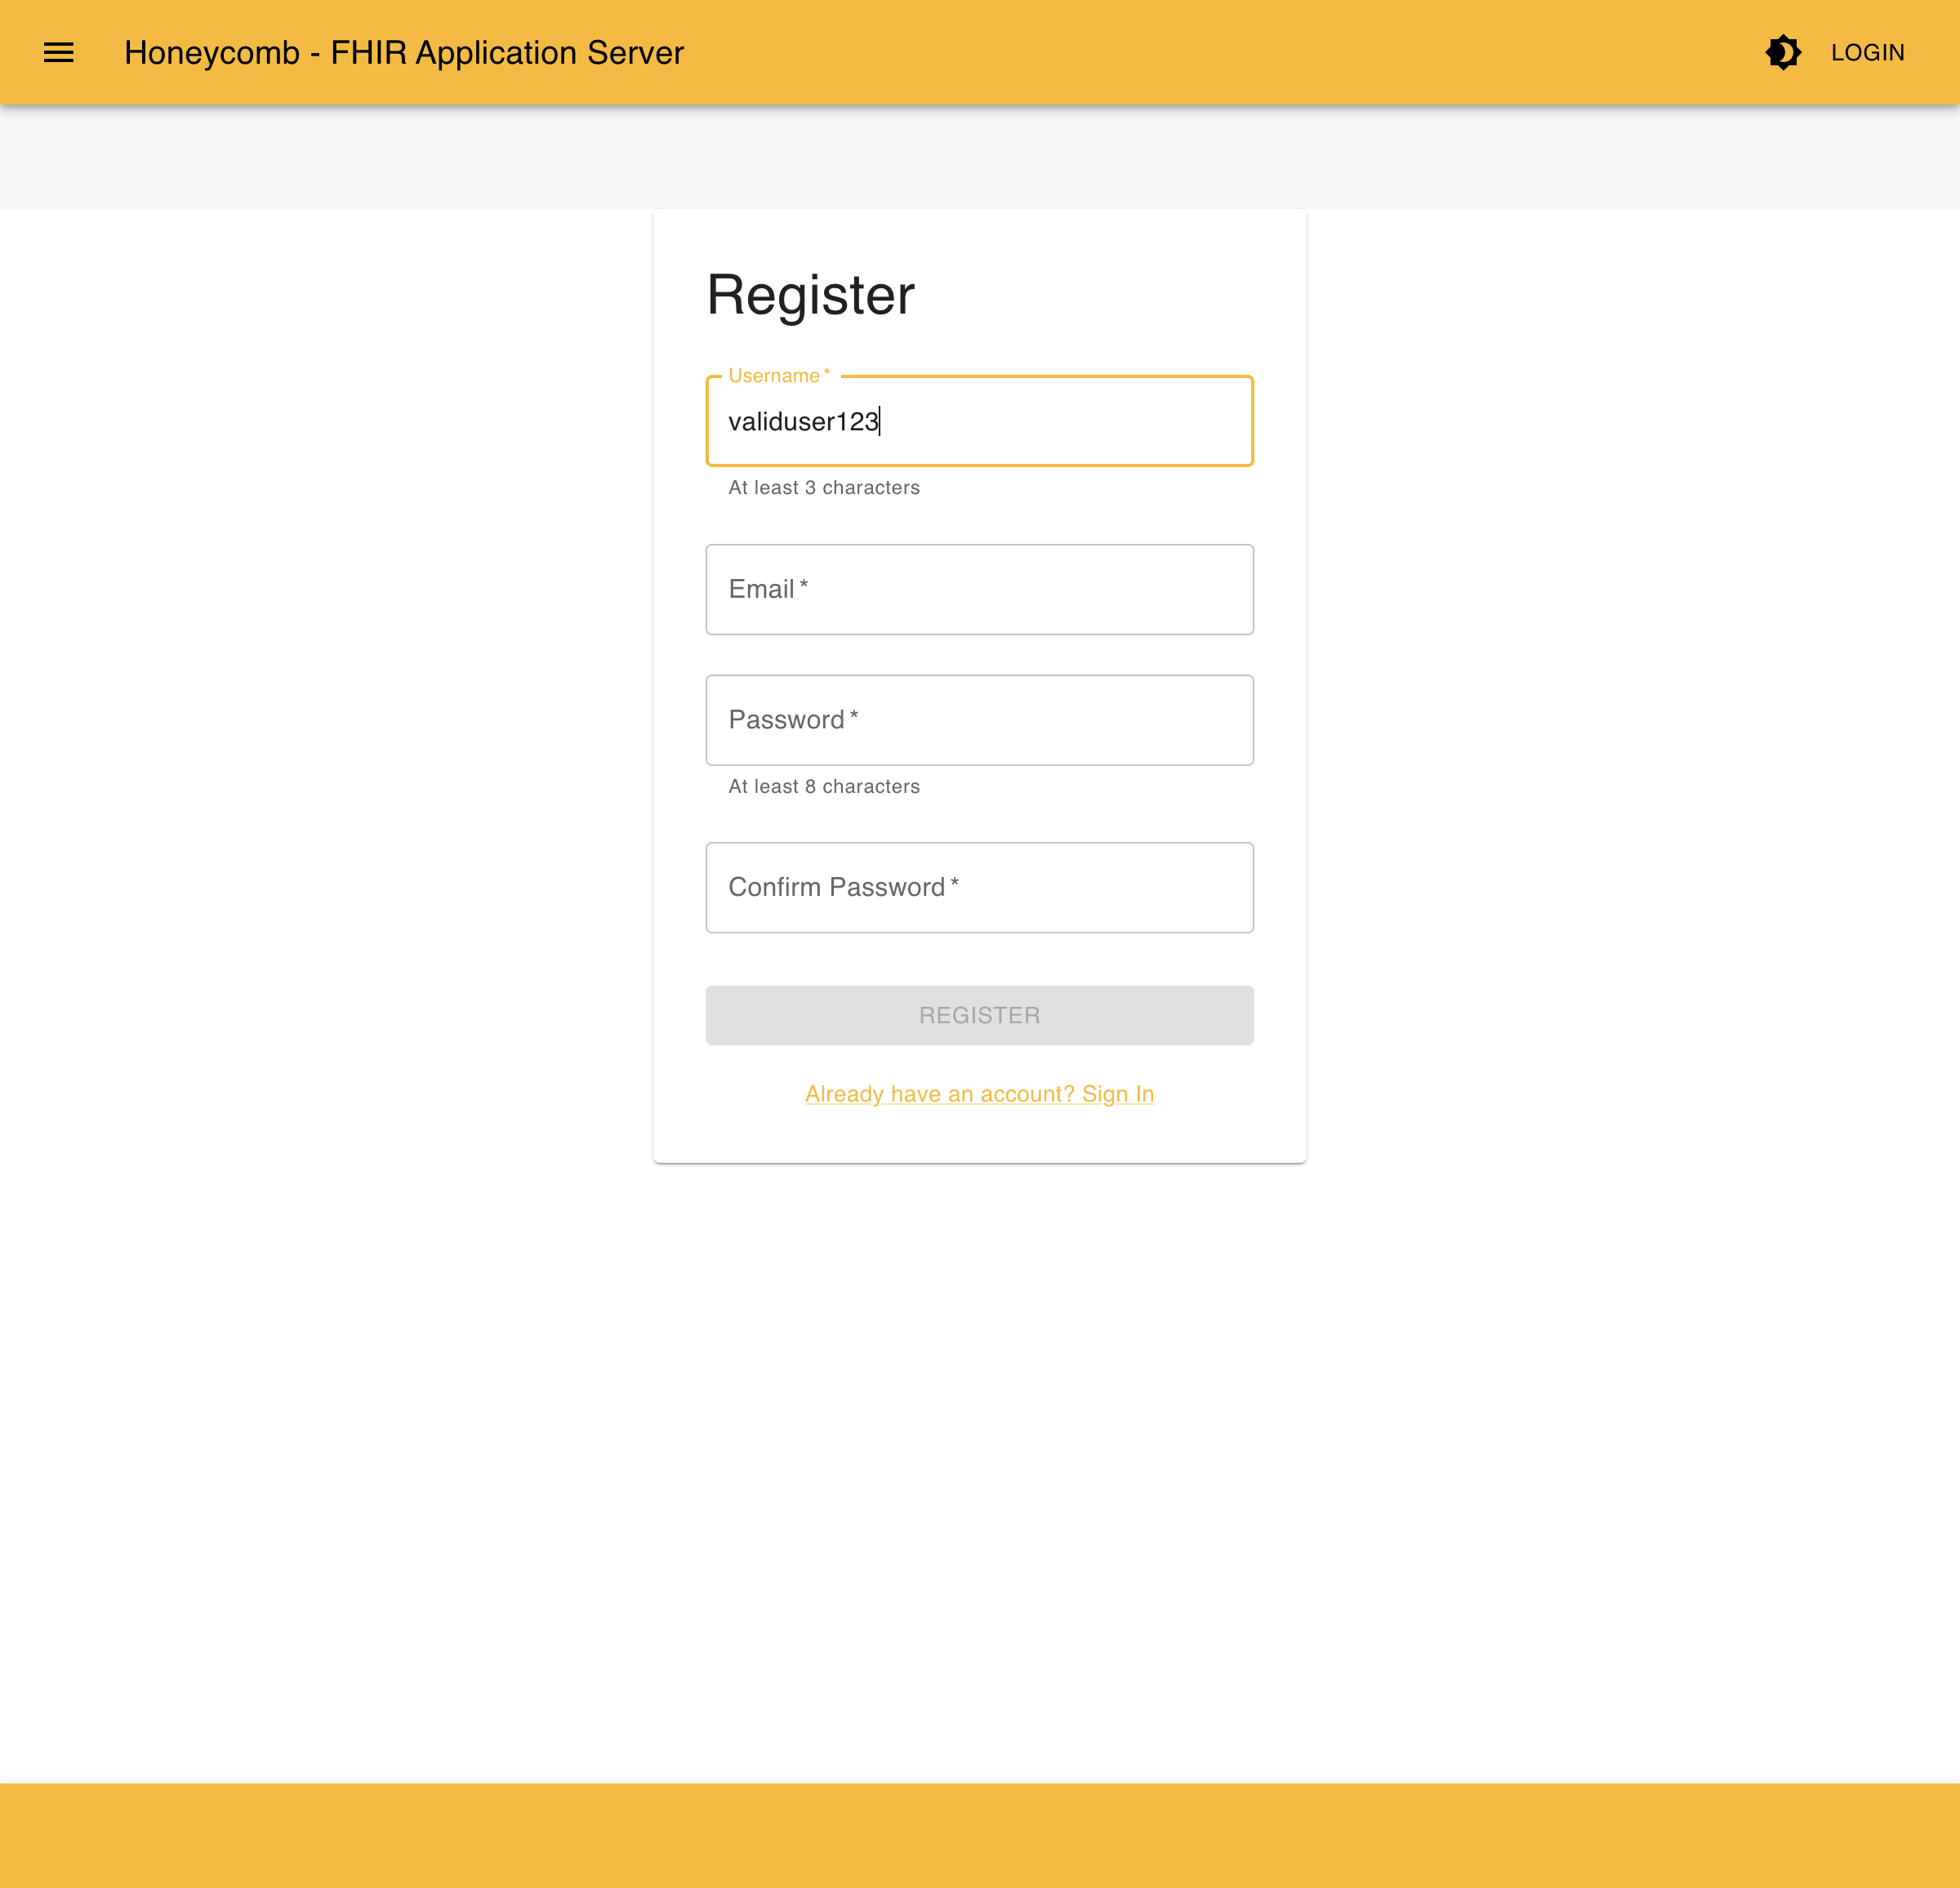 Honeycomb - FHIR Application Server
LOGIN
Register
Username *
validuser123
At least 3 characters
Email *
Password *
At least 8 characters
Confirm Password *
REGISTER
Already have an account? Sign In